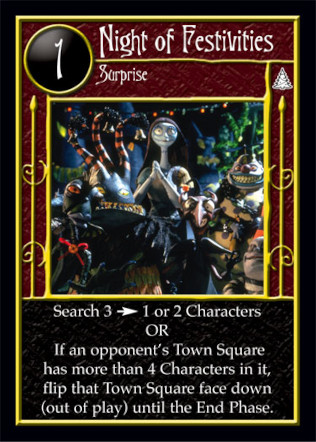 1
Night of Festivities
Surprise
Search 3 → 1 or 2 Characters
OR
If an opponent's Town Square
has more than 4 Characters in it,
flip that Town Square face down
(out of play) until the End Phase.